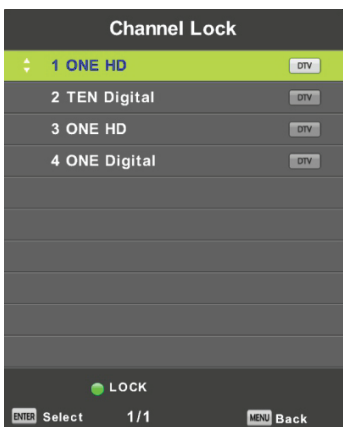 Channel Lock
1 ONE HD DTV
2 TEN Digital DTV
3 ONE HD DTV
4 ONE Digital DTV
LOCK
ENTER Select 1/1 MENU Back